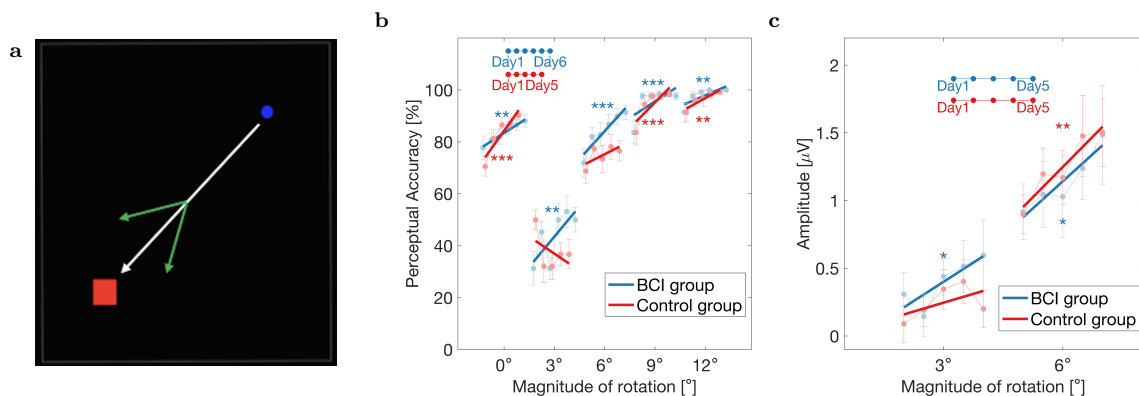 a
b
Perceptual Accuracy [%]
100
80
60
40
20
0
Day1 Day6
Day1 Day5
**
***
**
***
***
***
**
**
BCI group
Control group
0° 3° 6° 9° 12°
Magnitude of rotation [°]
c
Amplitude [μV]
2
1.5
1
0.5
0
Day1 Day5
Day1 Day5
**
*
*
BCI group
Control group
3° 6°
Magnitude of rotation [°]